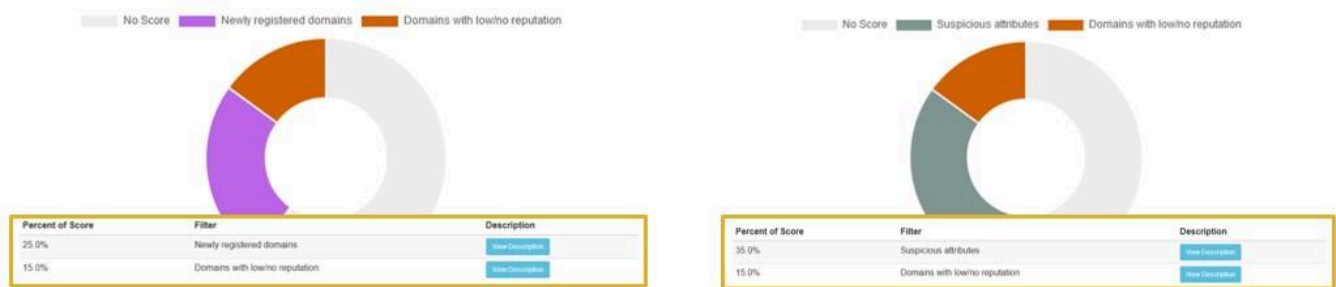 No Score Newly registered domains Domains with low/no reputation
Percent of Score Filter Description
25.0% Newly registered domains View Description
15.0% Domains with low/no reputation View Description
No Score Suspicious attributes Domains with low/no reputation
Percent of Score Filter Description
35.0% Suspicious attributes View Description
15.0% Domains with low/no reputation View Description